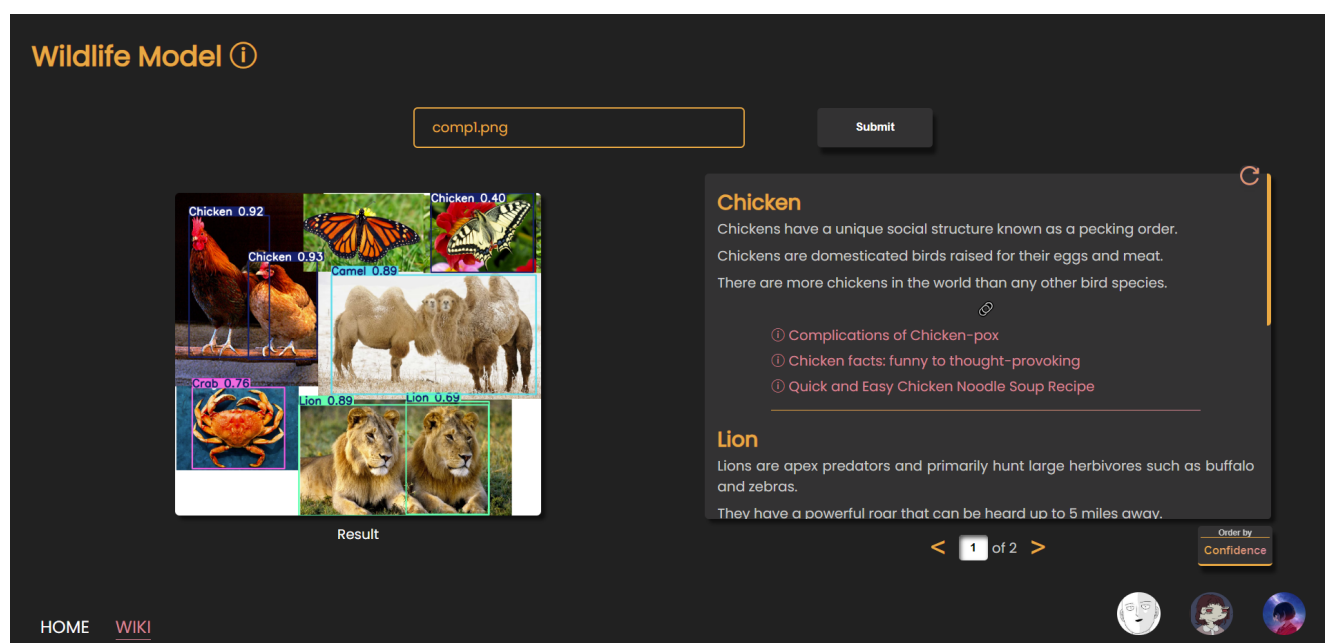 Wildlife Model ⓘ
comp1.png
Submit
Chicken 0.92
Chicken 0.40
Chicken 0.93
Camel 0.89
Crab 0.76
Lion 0.89
Lion 0.69
Result
Chicken
Chickens have a unique social structure known as a pecking order.
Chickens are domesticated birds raised for their eggs and meat.
There are more chickens in the world than any other bird species.
ⓘ Complications of Chicken-pox
ⓘ Chicken facts: funny to thought-provoking
ⓘ Quick and Easy Chicken Noodle Soup Recipe
Lion
Lions are apex predators and primarily hunt large herbivores such as buffalo
and zebras.
They have a powerful roar that can be heard up to 5 miles away.
< 1 of 2 >
Order by
Confidence
HOME WIKI